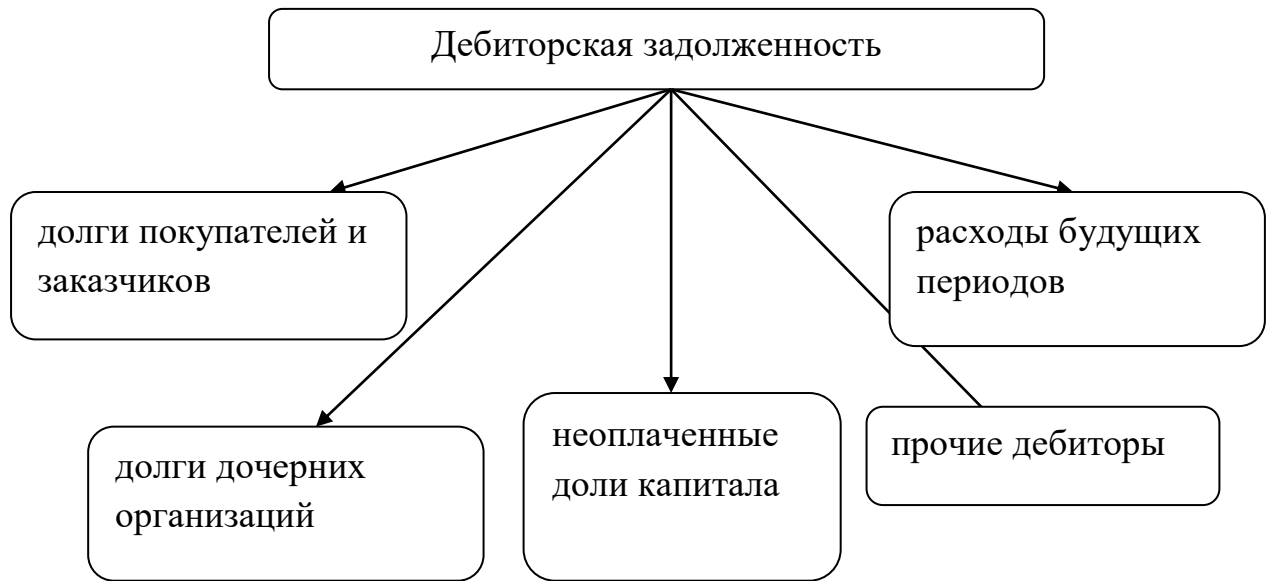 Дебиторская задолженность
долги покупателей и
заказчиков
расходы будущих
периодов
долги дочерних
организаций
неоплаченные
доли капитала
прочие дебиторы